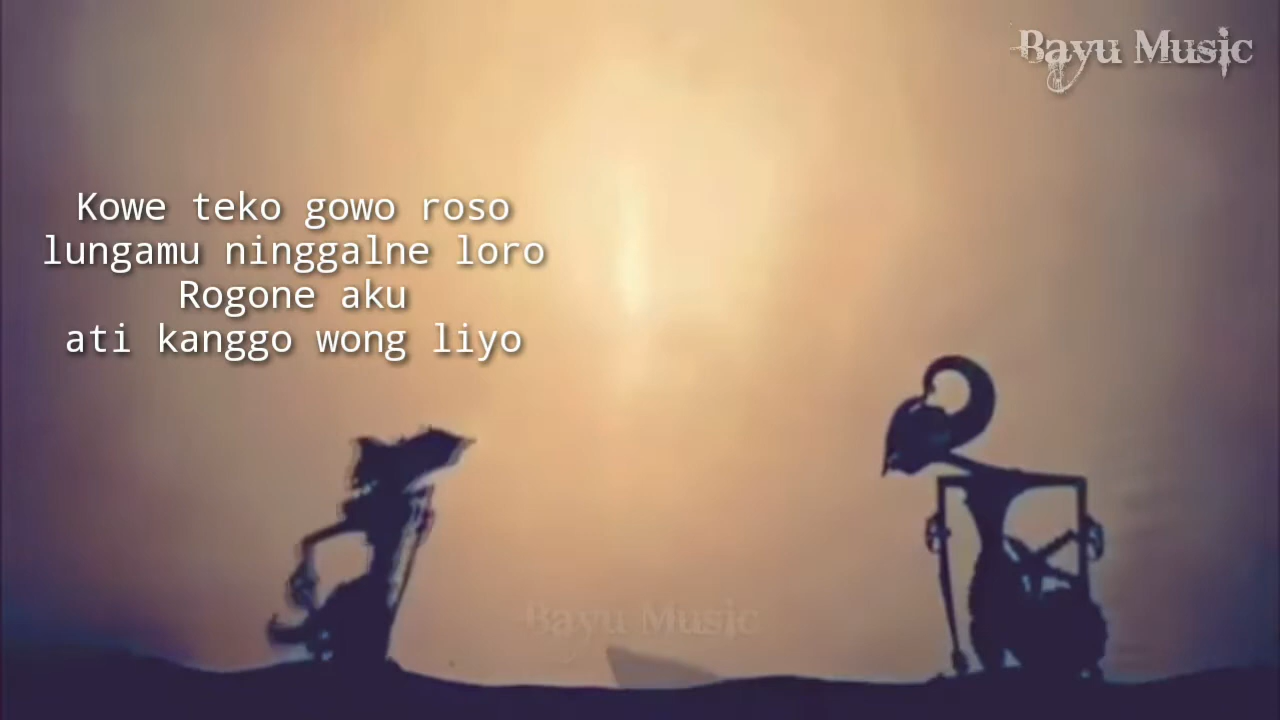 Bayu Music
Kowe teko gowo roso
lungamu ninggalne loro
Rogone aku
ati kanggo wong liyo
Bayu Music